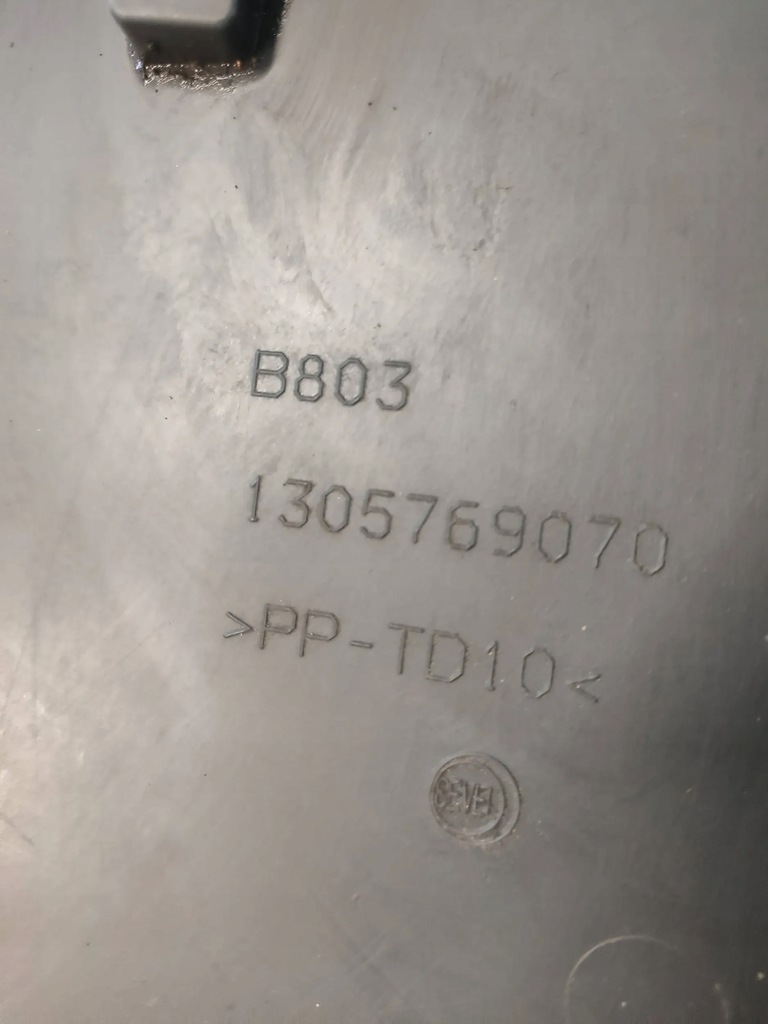 B803
1305769070
>PP-TD10<
SEVEL